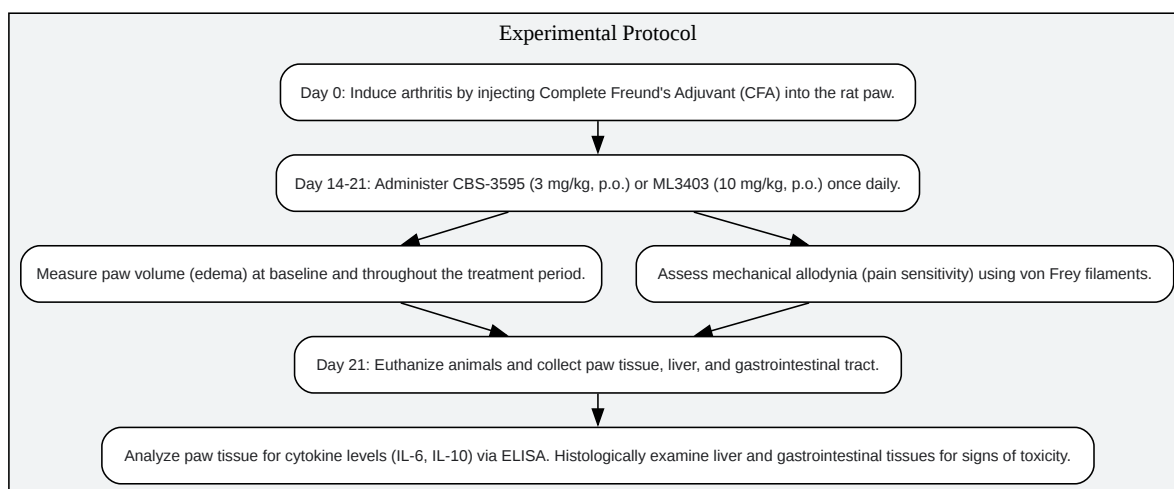 Experimental Protocol
Day 0: Induce arthritis by injecting Complete Freund's Adjuvant (CFA) into the rat paw.
Day 14-21: Administer CBS-3595 (3 mg/kg, p.o.) or ML3403 (10 mg/kg, p.o.) once daily.
Measure paw volume (edema) at baseline and throughout the treatment period.
Assess mechanical allodynia (pain sensitivity) using von Frey filaments.
Day 21: Euthanize animals and collect paw tissue, liver, and gastrointestinal tract.
Analyze paw tissue for cytokine levels (IL-6, IL-10) via ELISA. Histologically examine liver and gastrointestinal tissues for signs of toxicity.